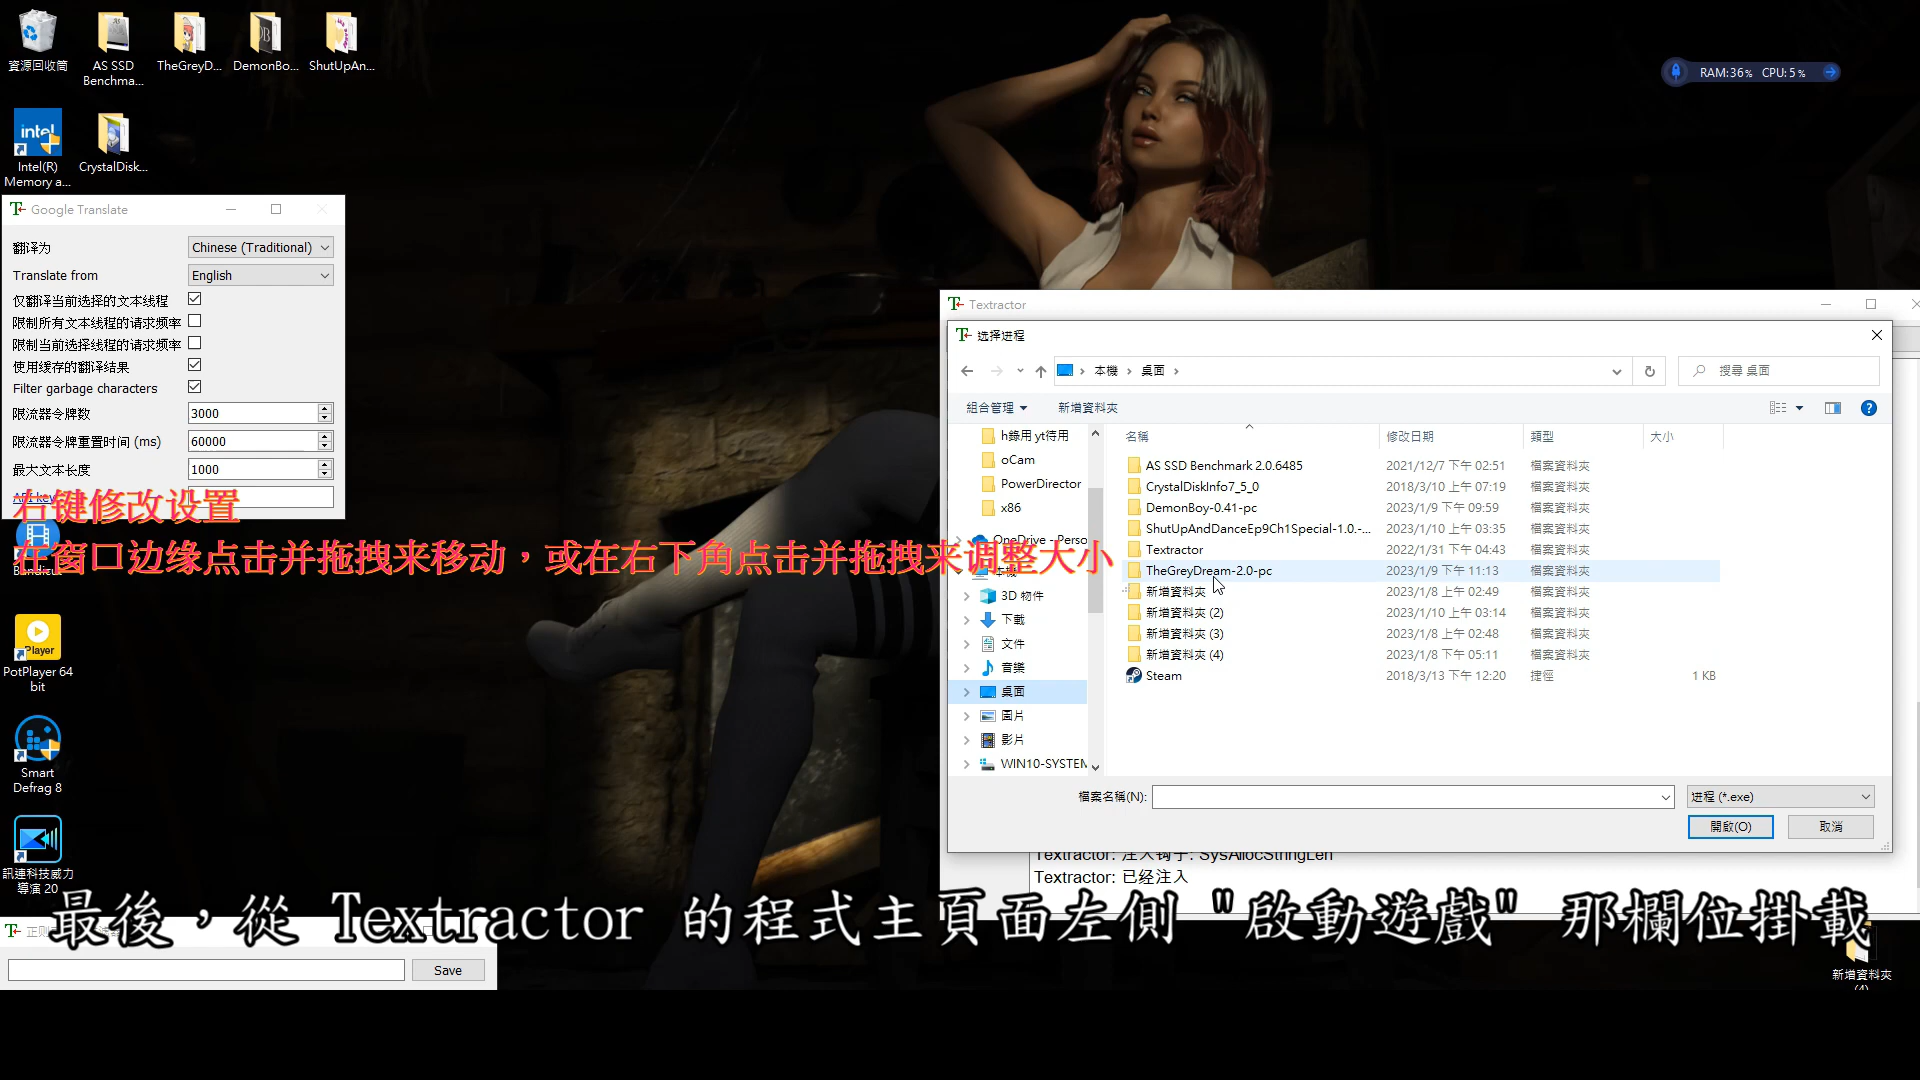 資源回收筒
AS SSD
Benchma...
TheGreyD...
DemonBo...
ShutUpAn...
RAM:36% CPU:5%
intel
Intel(R)
Memory a...
CrystalDisk...
Google Translate
翻译为
Chinese (Traditional)
Translate from
English
仅翻译当前选择的文本线程
限制所有文本线程的请求频率
限制当前选择线程的请求频率
使用缓存的翻译结果
Filter garbage characters
限流器令牌数
3000
限流器令牌重置时间 (ms)
60000
最大文本长度
1000
右键修改设置
在窗口边缘点击并拖拽来移动，或在右下角点击并拖拽来调整大小
Player
PotPlayer 64
bit
Smart
Defrag 8
訊連科技威力
導演 20
Textractor
选择进程
本機
桌面
搜尋 桌面
組合管理
新增資料夾
h錄用 yt待用
oCam
PowerDirector
x86
OneDrive - Perso
本機
3D 物件
下載
文件
音樂
桌面
圖片
影片
WIN10-SYSTEM
名稱 修改日期 類型 大小
AS SSD Benchmark 2.0.6485 2021/12/7 下午 02:51 檔案資料夾
CrystalDiskInfo7_5_0 2018/3/10 上午 07:19 檔案資料夾
DemonBoy-0.41-pc 2023/1/9 下午 09:59 檔案資料夾
ShutUpAndDanceEp9Ch1Special-1.0.-... 2023/1/10 上午 03:35 檔案資料夾
Textractor 2022/1/31 下午 04:43 檔案資料夾
TheGreyDream-2.0-pc 2023/1/9 下午 11:13 檔案資料夾
新增資料夾 2023/1/8 上午 02:49 檔案資料夾
新增資料夾 (2) 2023/1/10 上午 03:14 檔案資料夾
新增資料夾 (3) 2023/1/8 上午 02:48 檔案資料夾
新增資料夾 (4) 2023/1/8 下午 05:11 檔案資料夾
Steam 2018/3/13 下午 12:20 捷徑 1 KB
檔案名稱(N):
进程 (*.exe)
開啟(O)
取消
Textractor: 注入钩子: SysAllocStringLen
Textractor: 已经注入
最後，從 Textractor 的程式主頁面左側 "啟動遊戲" 那欄位掛載
Save
新增資料夾
(4)